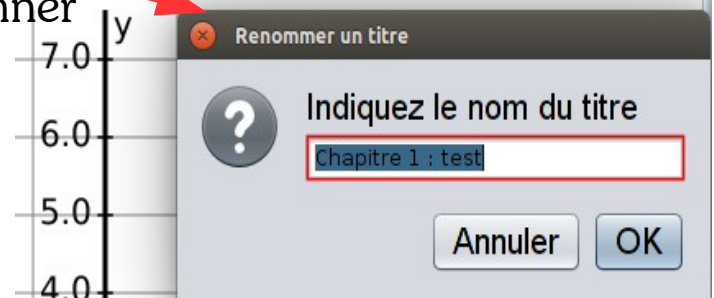 nner
y
7.0
6.0
5.0
4.0
Renommer un titre
Indiquez le nom du titre
Chapitre 1 : test
Annuler
OK